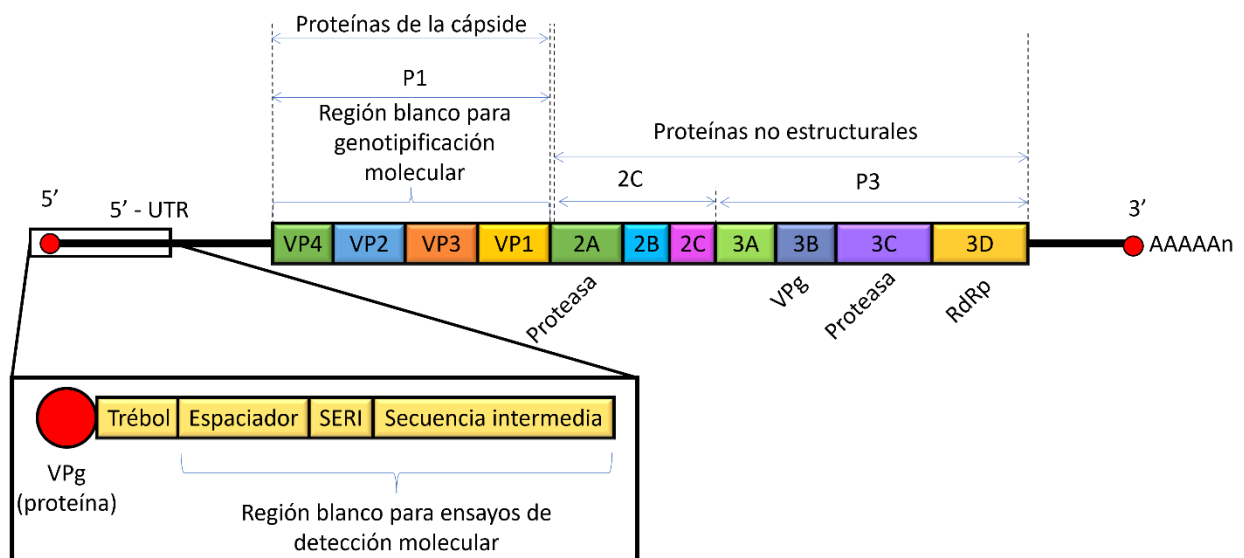 Proteínas de la cápside
P1
Región blanco para
genotipificación
molecular
Proteínas no estructurales
2C
P3
5’
5’ - UTR
3’
VP4
VP2
VP3
VP1
2A
2B
2C
3A
3B
3C
3D
AAAAAn
Proteasa
VPg
Proteasa
RdRp
Trébol
Espaciador
SERI
Secuencia intermedia
VPg
(proteína)
Región blanco para ensayos de
detección molecular